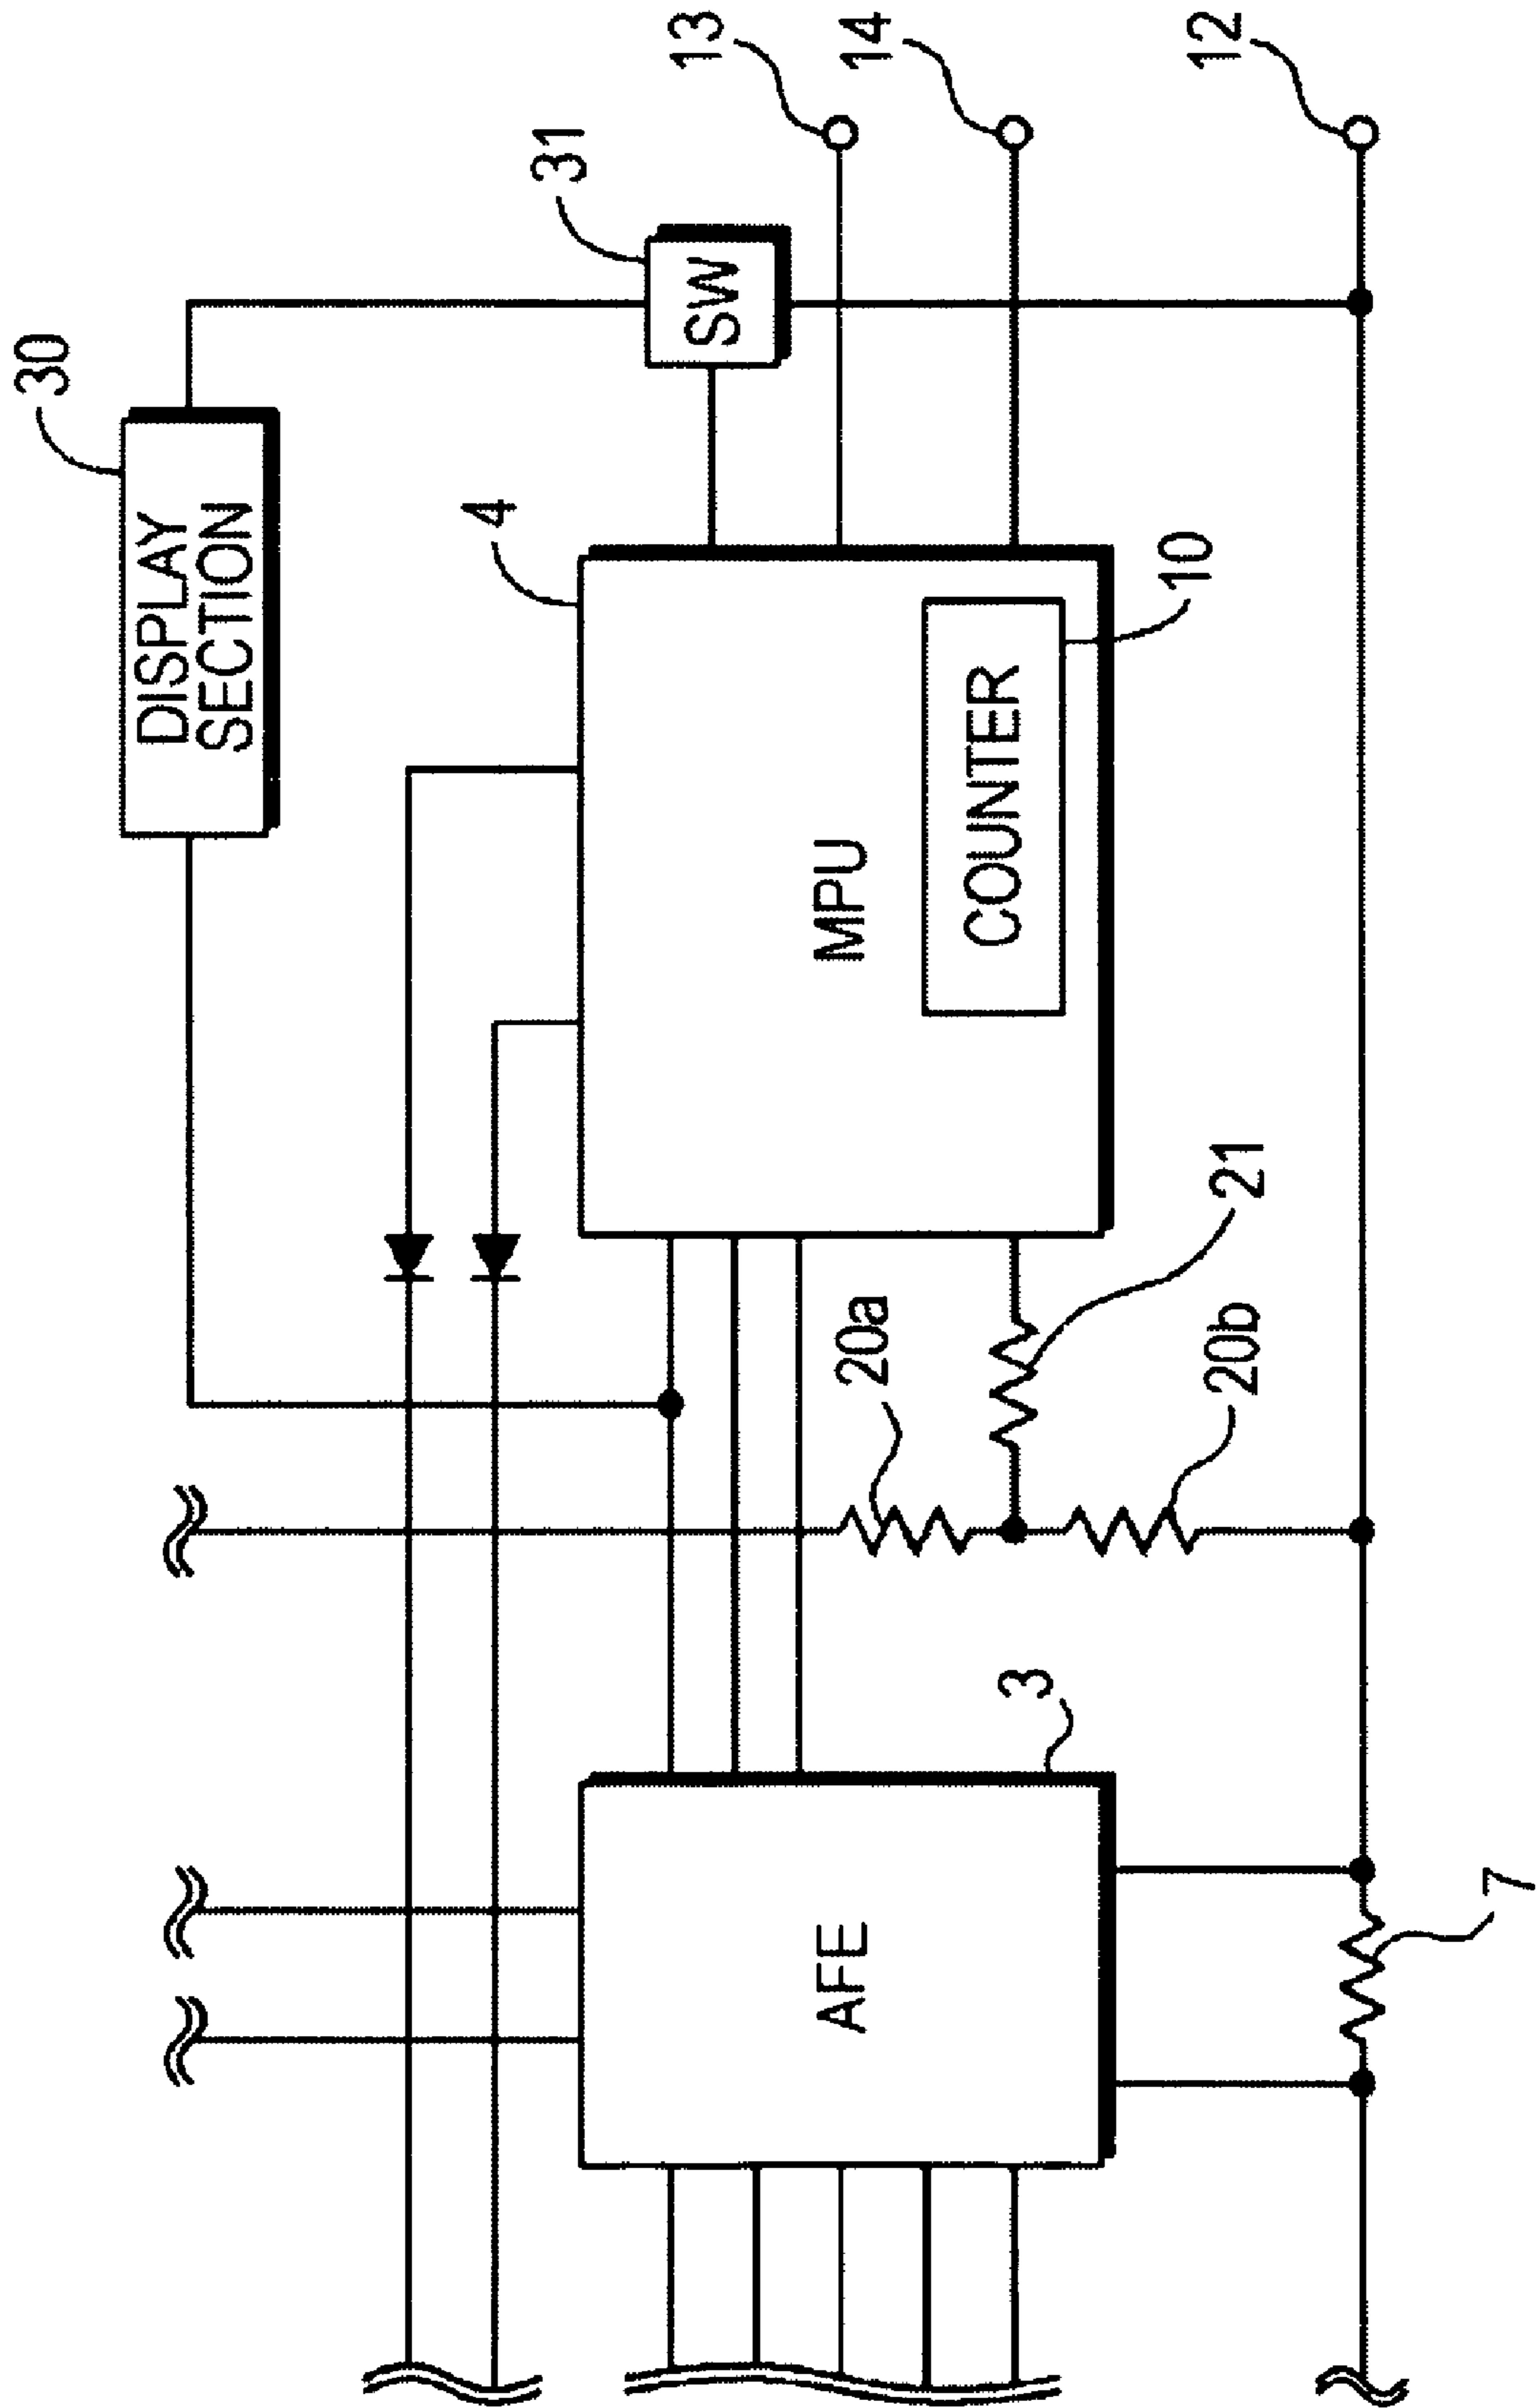 30
DISPLAY
SECTION
31
SW
13
14
12
4
MPU
COUNTER
10
20a
21
20b
3
AFE
7